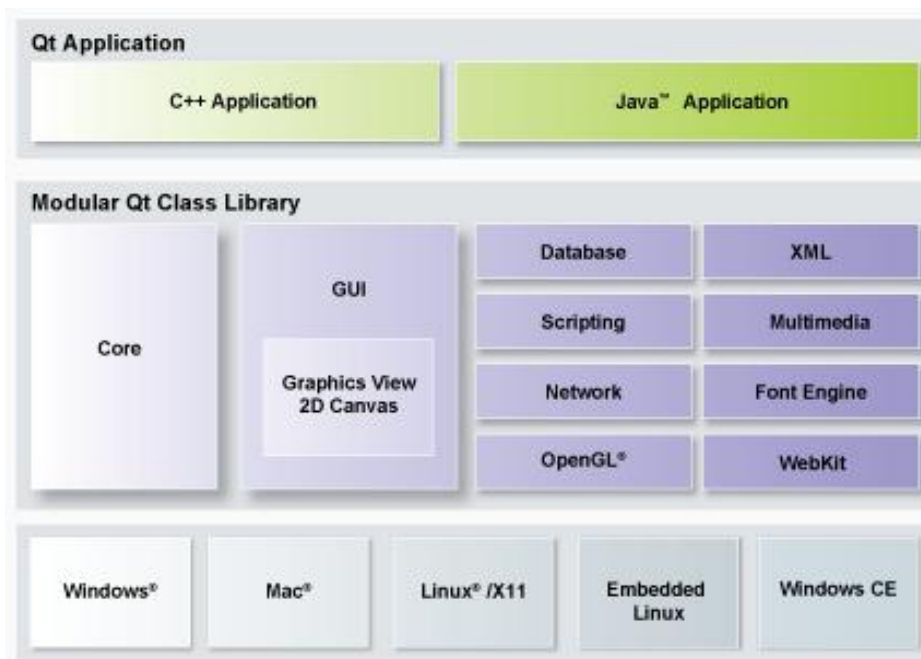 Qt Application
C++ Application
Java™ Application
Modular Qt Class Library
Core
GUI
Graphics View
2D Canvas
Database
XML
Scripting
Multimedia
Network
Font Engine
OpenGL®
WebKit
Windows®
Mac®
Linux® /X11
Embedded
Linux
Windows CE